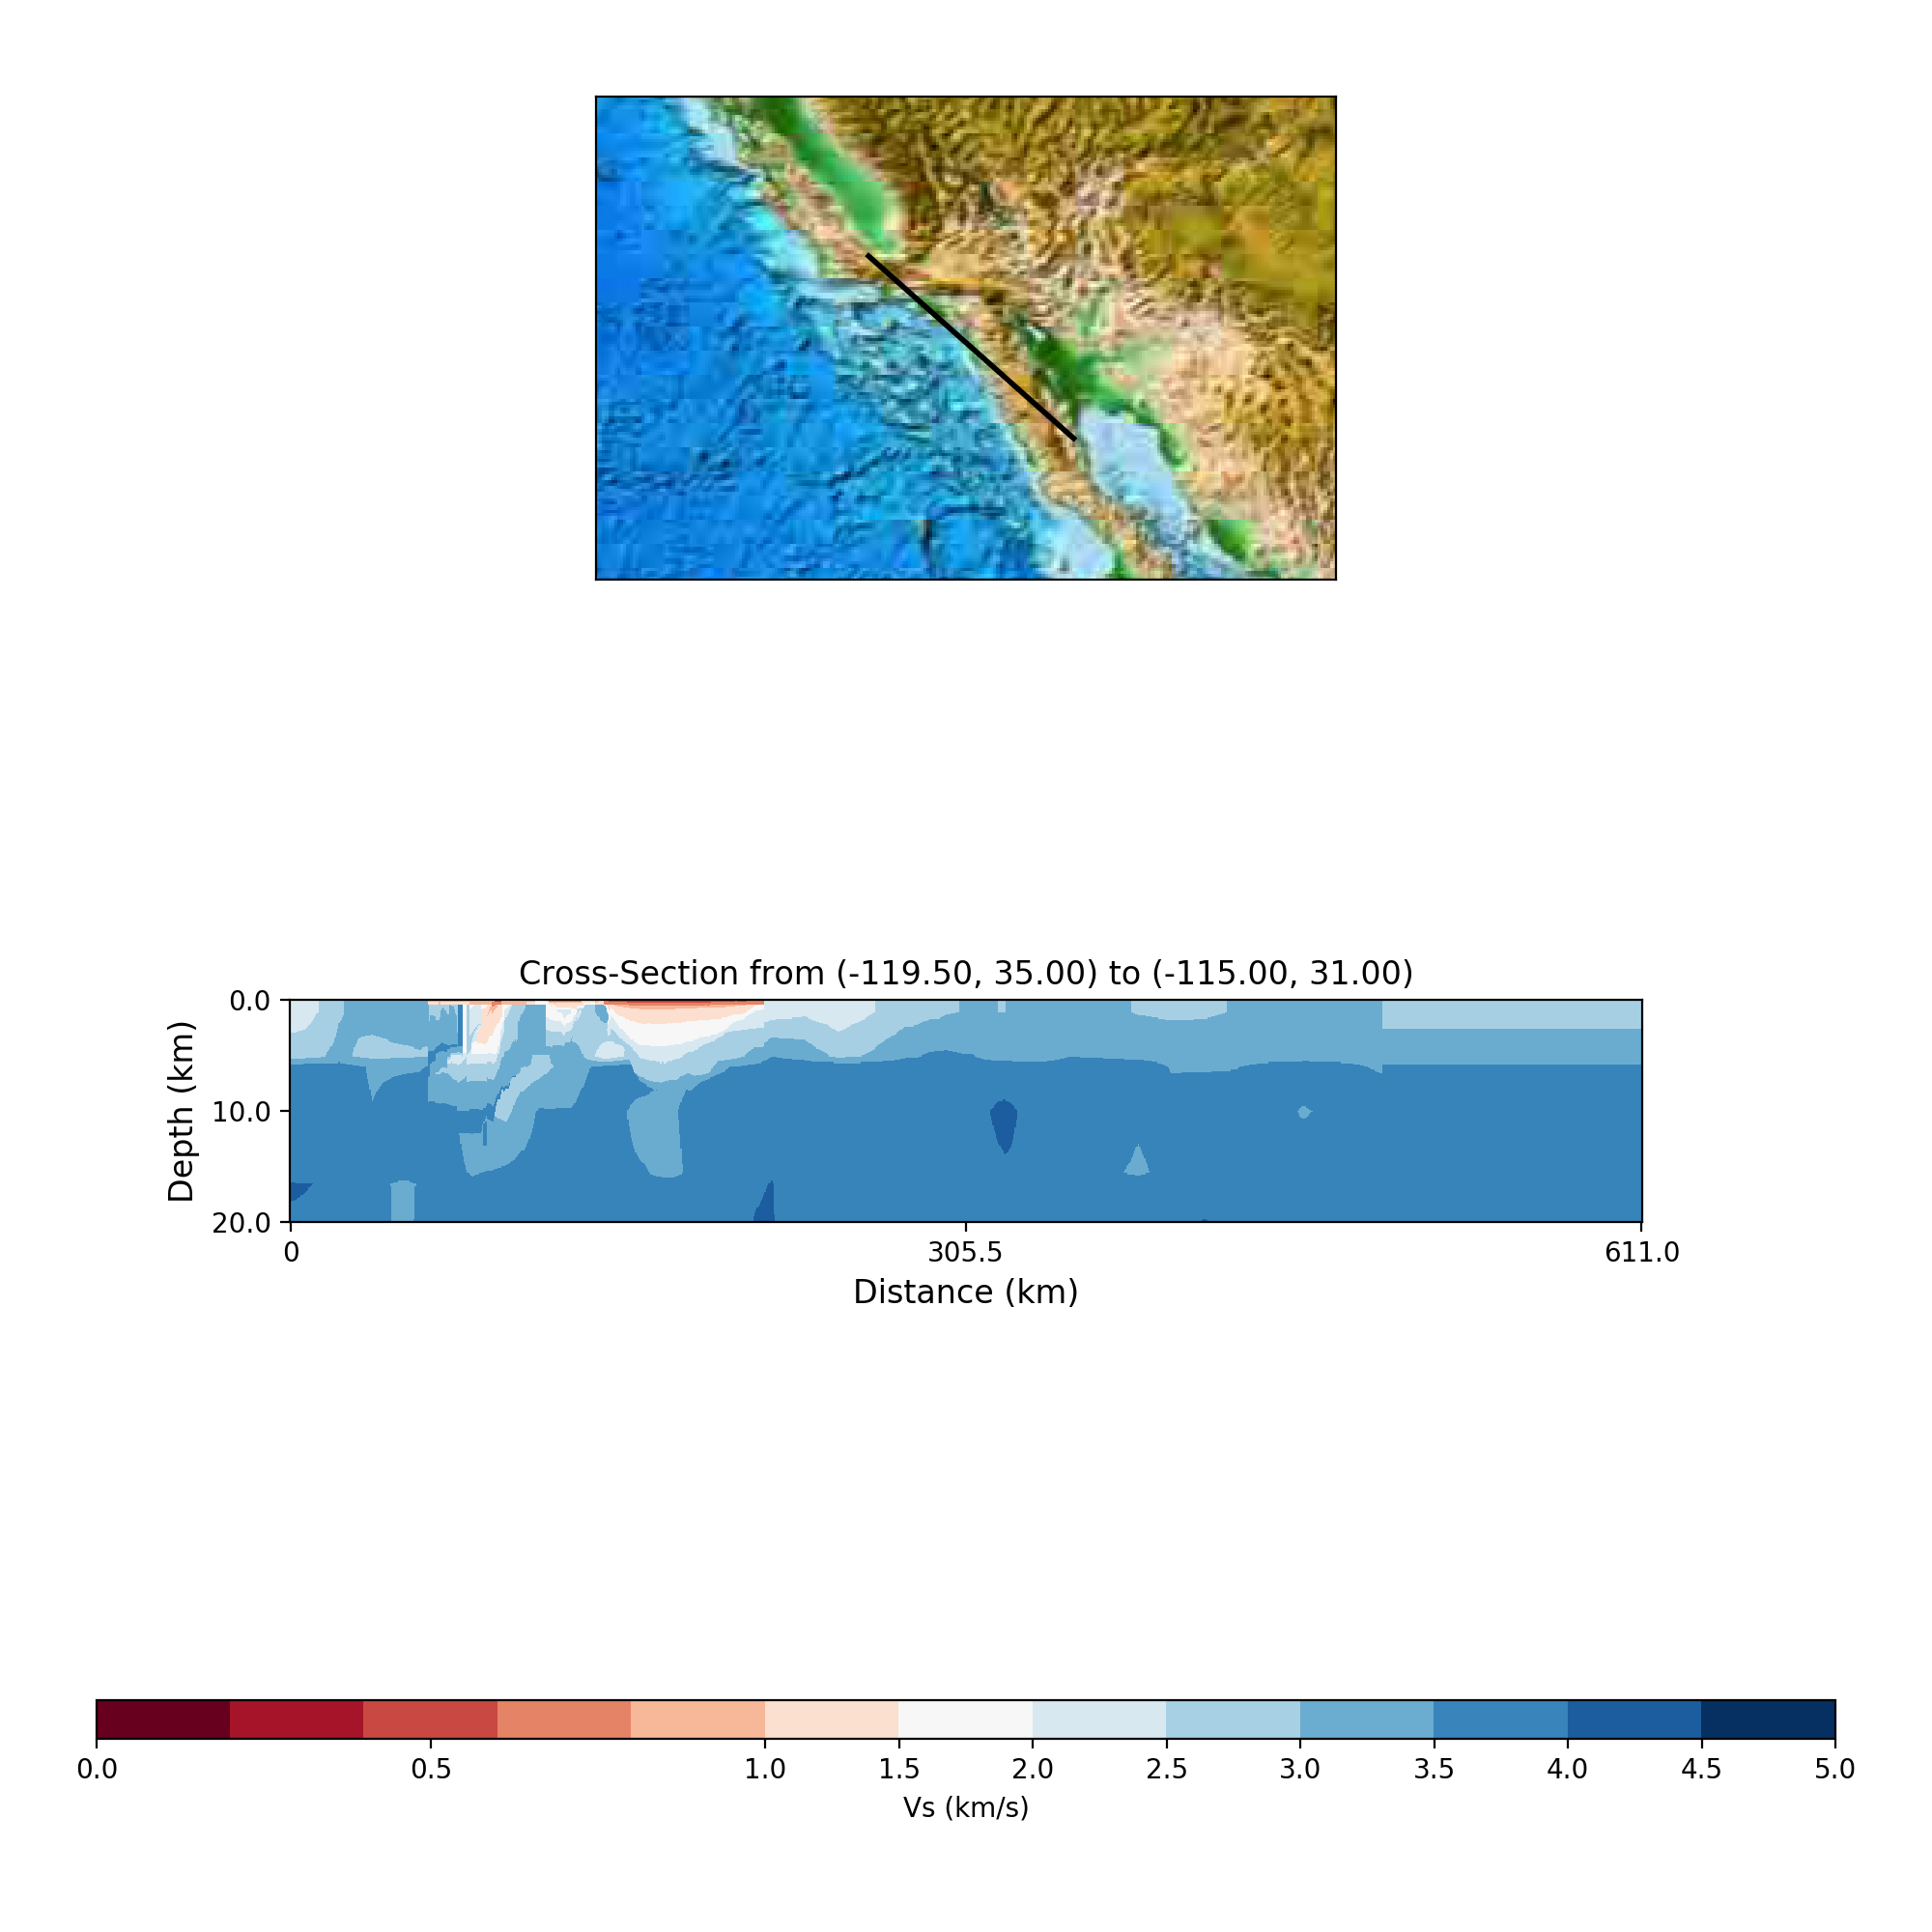 Cross-Section from (-119.50, 35.00) to (-115.00, 31.00)
0.0
10.0
20.0
Depth (km)
0 305.5 611.0
Distance (km)
0.0 0.5 1.0 1.5 2.0 2.5 3.0 3.5 4.0 4.5 5.0
Vs (km/s)